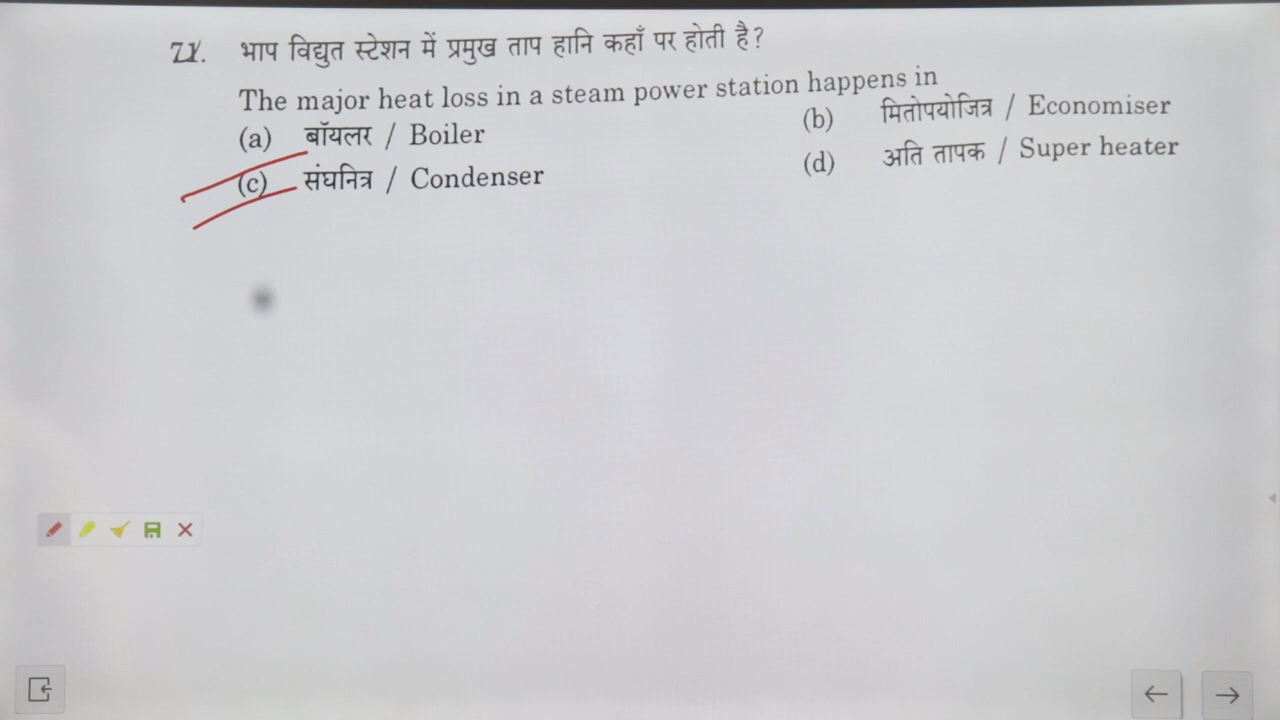 71. भाप विद्युत स्टेशन में प्रमुख ताप हानि कहाँ पर होती है?
The major heat loss in a steam power station happens in
(a) बॉयलर / Boiler (b) मितोपयोजित्र / Economiser
(c) संघनित्र / Condenser (d) अति तापक / Super heater